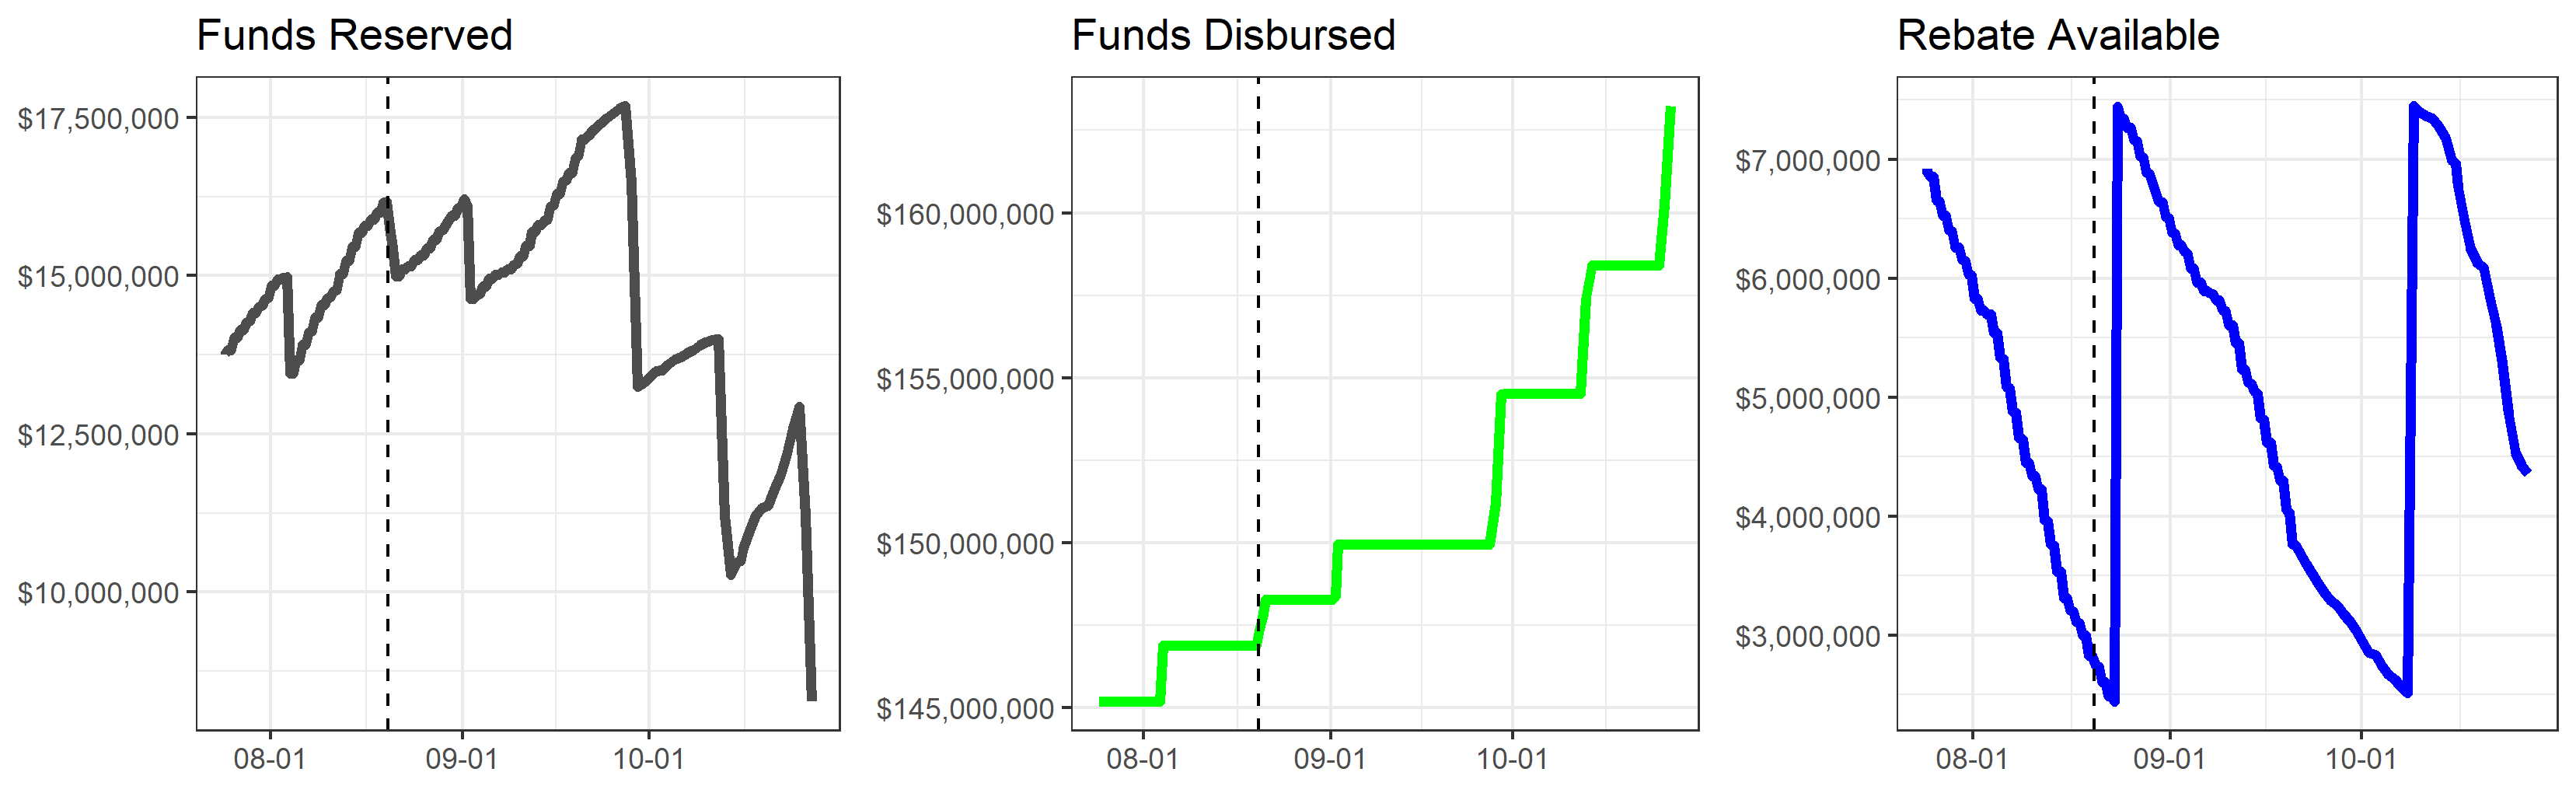 Funds Reserved
$17,500,000
$15,000,000
$12,500,000
$10,000,000
08-01 09-01 10-01
Funds Disbursed
$160,000,000
$155,000,000
$150,000,000
$145,000,000
08-01 09-01 10-01
Rebate Available
$7,000,000
$6,000,000
$5,000,000
$4,000,000
$3,000,000
08-01 09-01 10-01